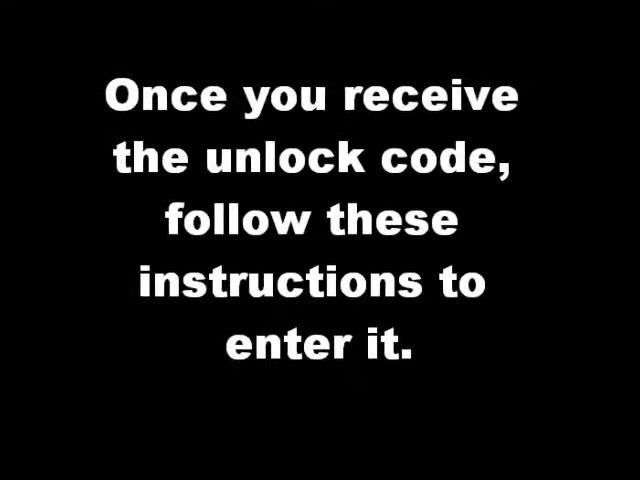 Once you receive
the unlock code,
follow these
instructions to
enter it.